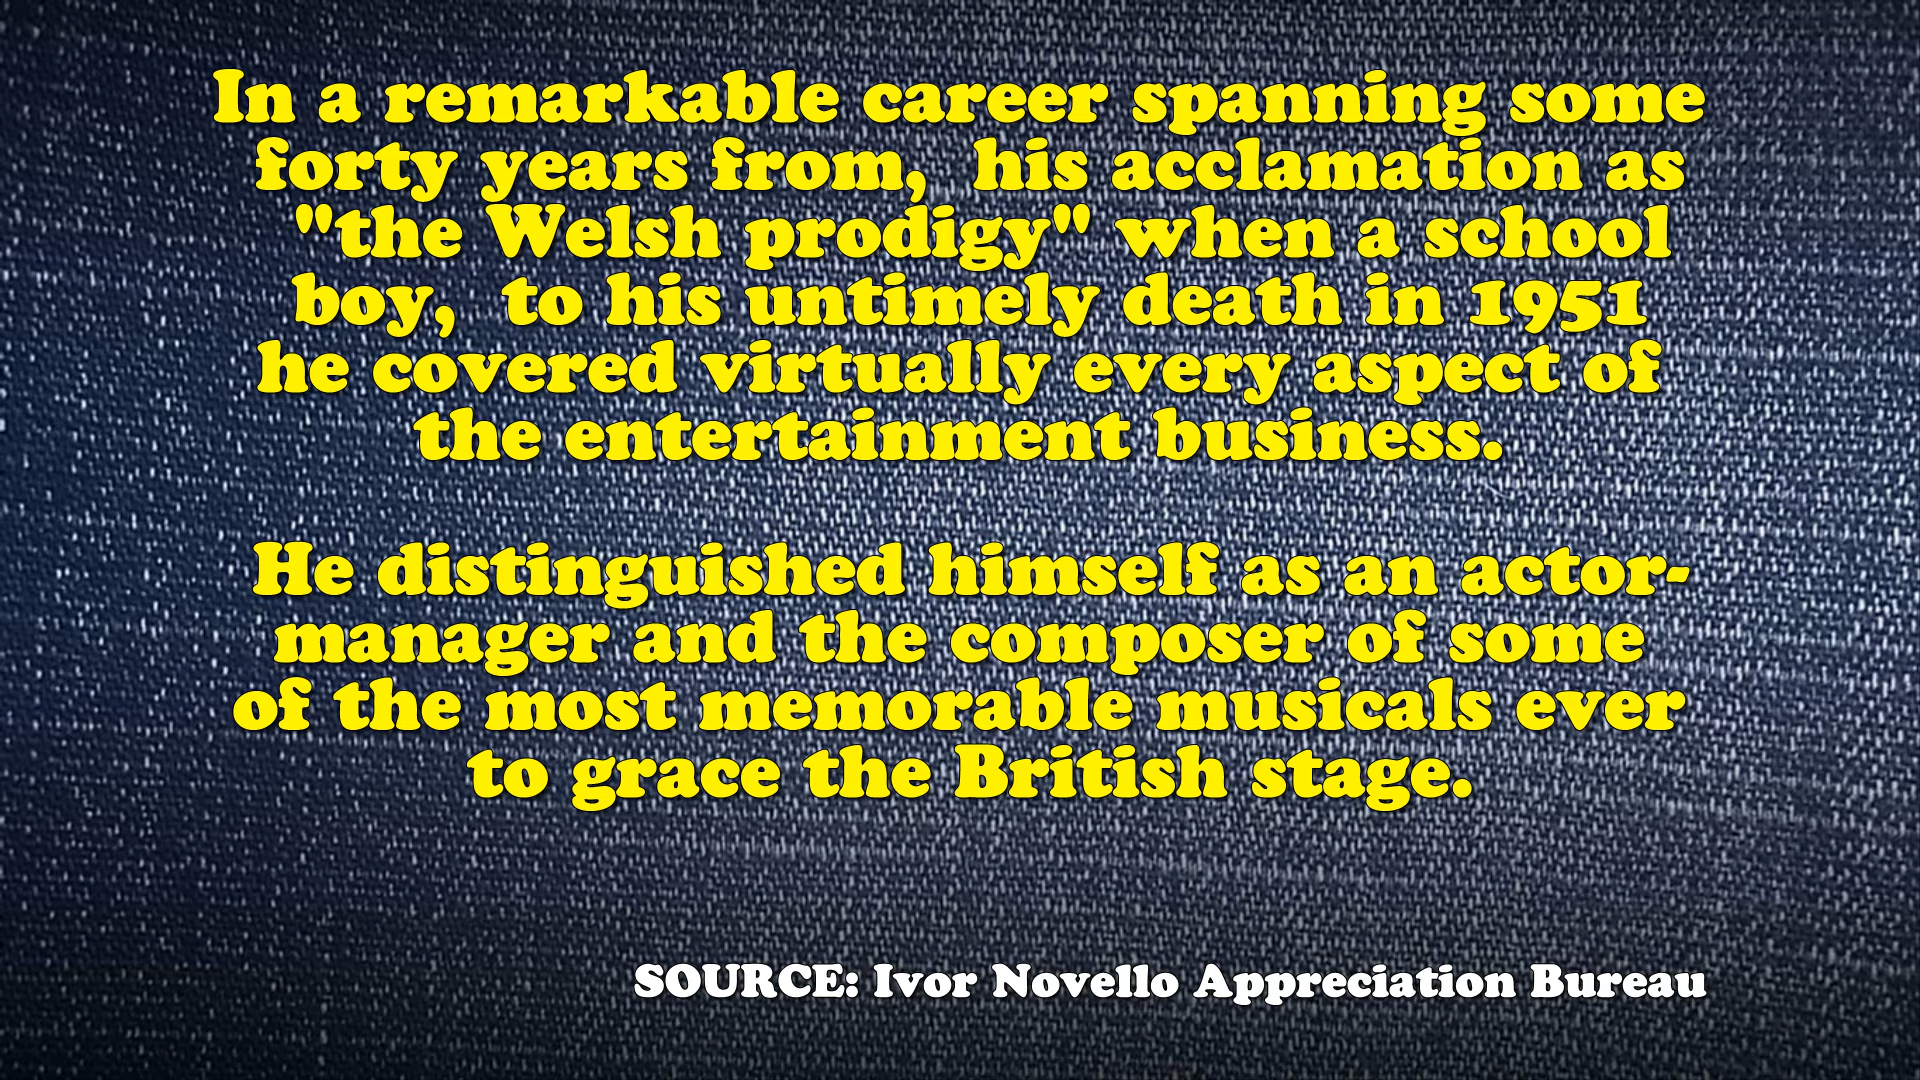 In a remarkable career spanning some
forty years from,  his acclamation as
"the Welsh prodigy" when a school
boy,  to his untimely death in 1951
he covered virtually every aspect of
the entertainment business.
He distinguished himself as an actor-
manager and the composer of some
of the most memorable musicals ever
to grace the British stage.
SOURCE: Ivor Novello Appreciation Bureau